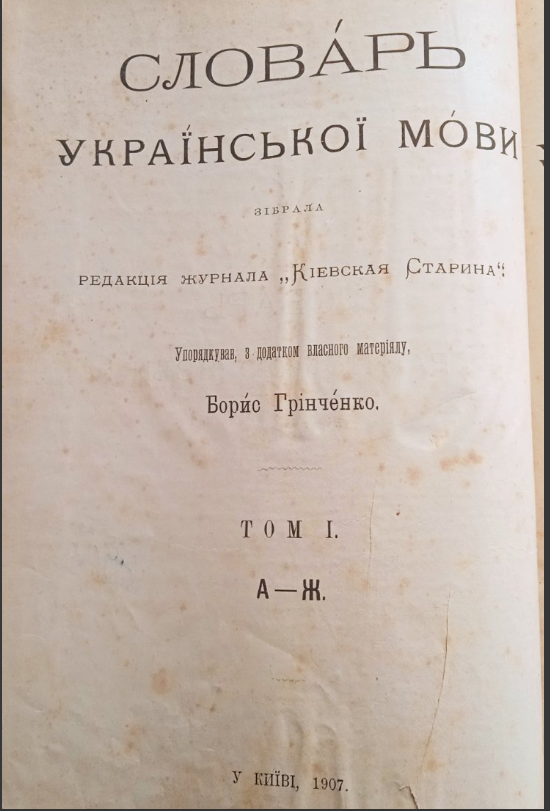 СЛОВА́РЬ
УКРАЇ́НСЬКОЇ МО́ВИ
ЗІБРАЛА
РЕДАКЦІЯ ЖУРНАЛА „КІЕВСКАЯ СТАРИНА“.
Упорядкував, з додатком власного матеріялу,
Бори́с Грінче́нко.
ТОМ I.
А—Ж.
У КИЇВІ, 1907.